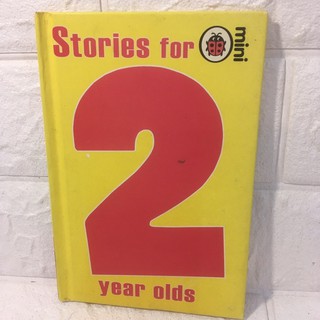 Stories for
mini
2
year olds